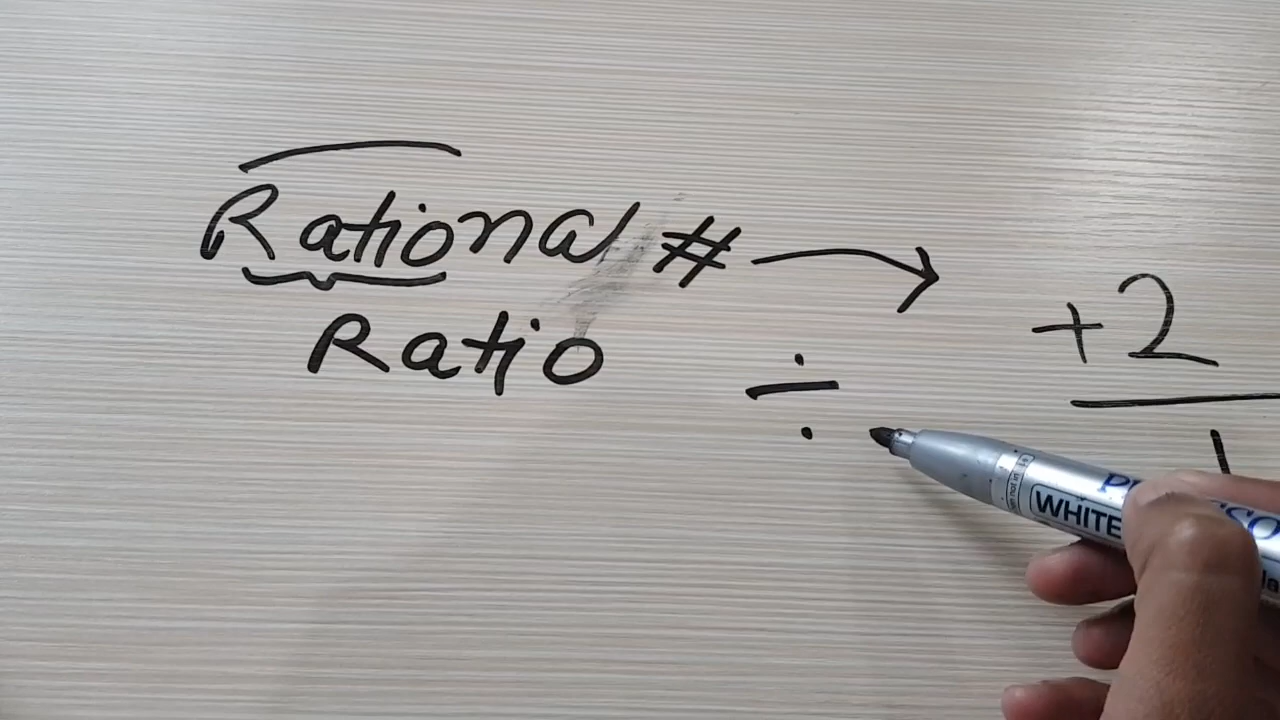 Rational # →
Ratio
÷
+2
WHITE